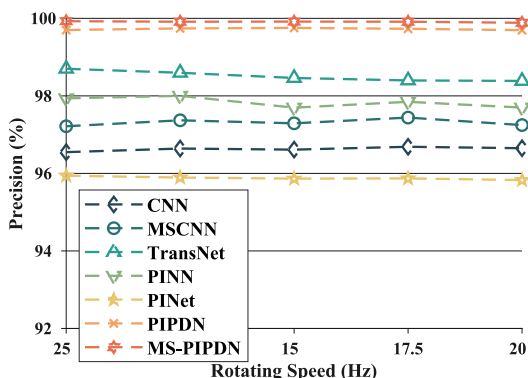 100
98
96
94
92
Precision (%)
CNN
MSCNN
TransNet
PINN
PINet
PIPDN
MS-PIPDN
25
15
17.5
20
Rotating Speed (Hz)